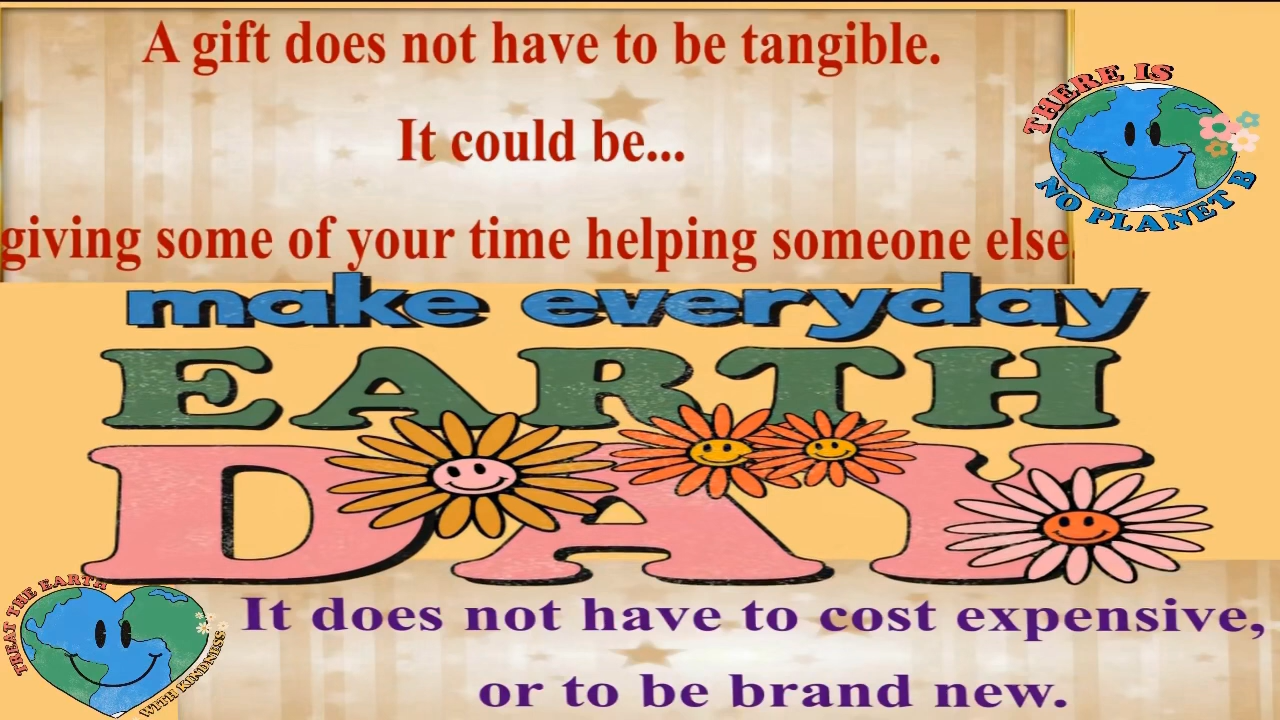 A gift does not have to be tangible.
It could be...
giving some of your time helping someone else.
THERE IS
NO PLANET B
make everyday
EARTH
DAY
TREAT THE EARTH
WITH KINDNESS
It does not have to cost expensive,
or to be brand new.